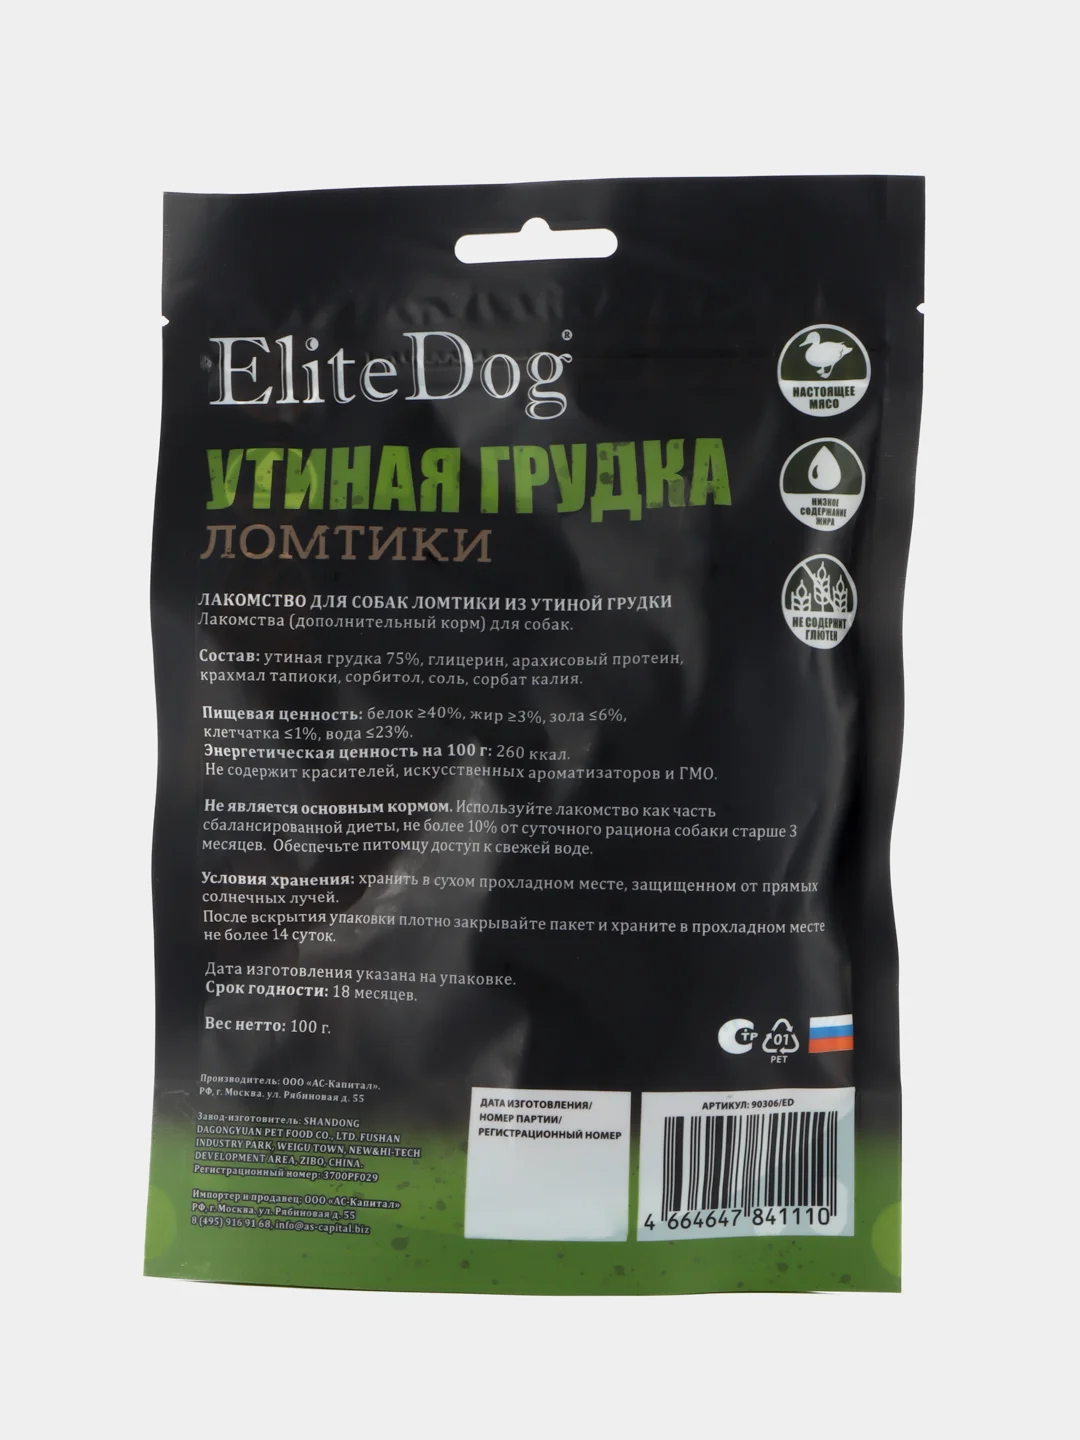 EliteDog®
УТИНАЯ ГРУДКА
ЛОМТИКИ
НАСТОЯЩЕЕ
МЯСО
НИЗКОЕ
СОДЕРЖАНИЕ
ЖИРА
НЕ СОДЕРЖИТ
ГЛЮТЕН
ЛАКОМСТВО ДЛЯ СОБАК ЛОМТИКИ ИЗ УТИНОЙ ГРУДКИ
Лакомства (дополнительный корм) для собак.
Состав: утиная грудка 75%, глицерин, арахисовый протеин,
крахмал тапиоки, сорбитол, соль, сорбат калия.
Пищевая ценность: белок ≥40%, жир ≥3%, зола ≤6%,
клетчатка ≤1%, вода ≤23%.
Энергетическая ценность на 100 г: 260 ккал.
Не содержит красителей, искусственных ароматизаторов и ГМО.
Не является основным кормом. Используйте лакомство как часть
сбалансированной диеты, не более 10% от суточного рациона собаки старше 3
месяцев. Обеспечьте питомцу доступ к свежей воде.
Условия хранения: хранить в сухом прохладном месте, защищенном от прямых
солнечных лучей.
После вскрытия упаковки плотно закрывайте пакет и храните в прохладном месте
не более 14 суток.
Дата изготовления указана на упаковке.
Срок годности: 18 месяцев.
Вес нетто: 100 г.
СТР
01
PET
Производитель: ООО «АС-Капитал».
РФ, г. Москва. ул. Рябиновая д. 55
Завод-изготовитель: SHANDONG
DAGONGYUAN PET FOOD CO., LTD. FUSHAN
INDUSTRY PARK, WEIGU TOWN, NEW&HI-TECH
DEVELOPMENT AREA, ZIBO, CHINA.
Регистрационный номер: 3700PF029
Импортер и продавец: ООО «АС-Капитал»
РФ, г. Москва. ул. Рябиновая д. 55
8 (495) 916 91 68, info@as-capital.biz
ДАТА ИЗГОТОВЛЕНИЯ/
НОМЕР ПАРТИИ/
РЕГИСТРАЦИОННЫЙ НОМЕР
АРТИКУЛ: 90306/ED
4 664647 841110